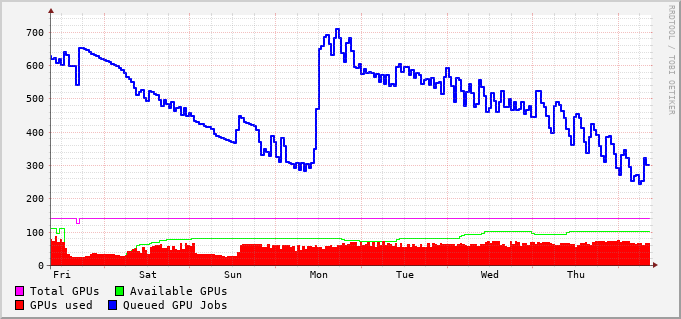 700
600
500
400
300
200
100
0
Fri Sat Sun Mon Tue Wed Thu
Total GPUs Available GPUs
GPUs used Queued GPU Jobs
RRDTOOL / TOBI OETIKER